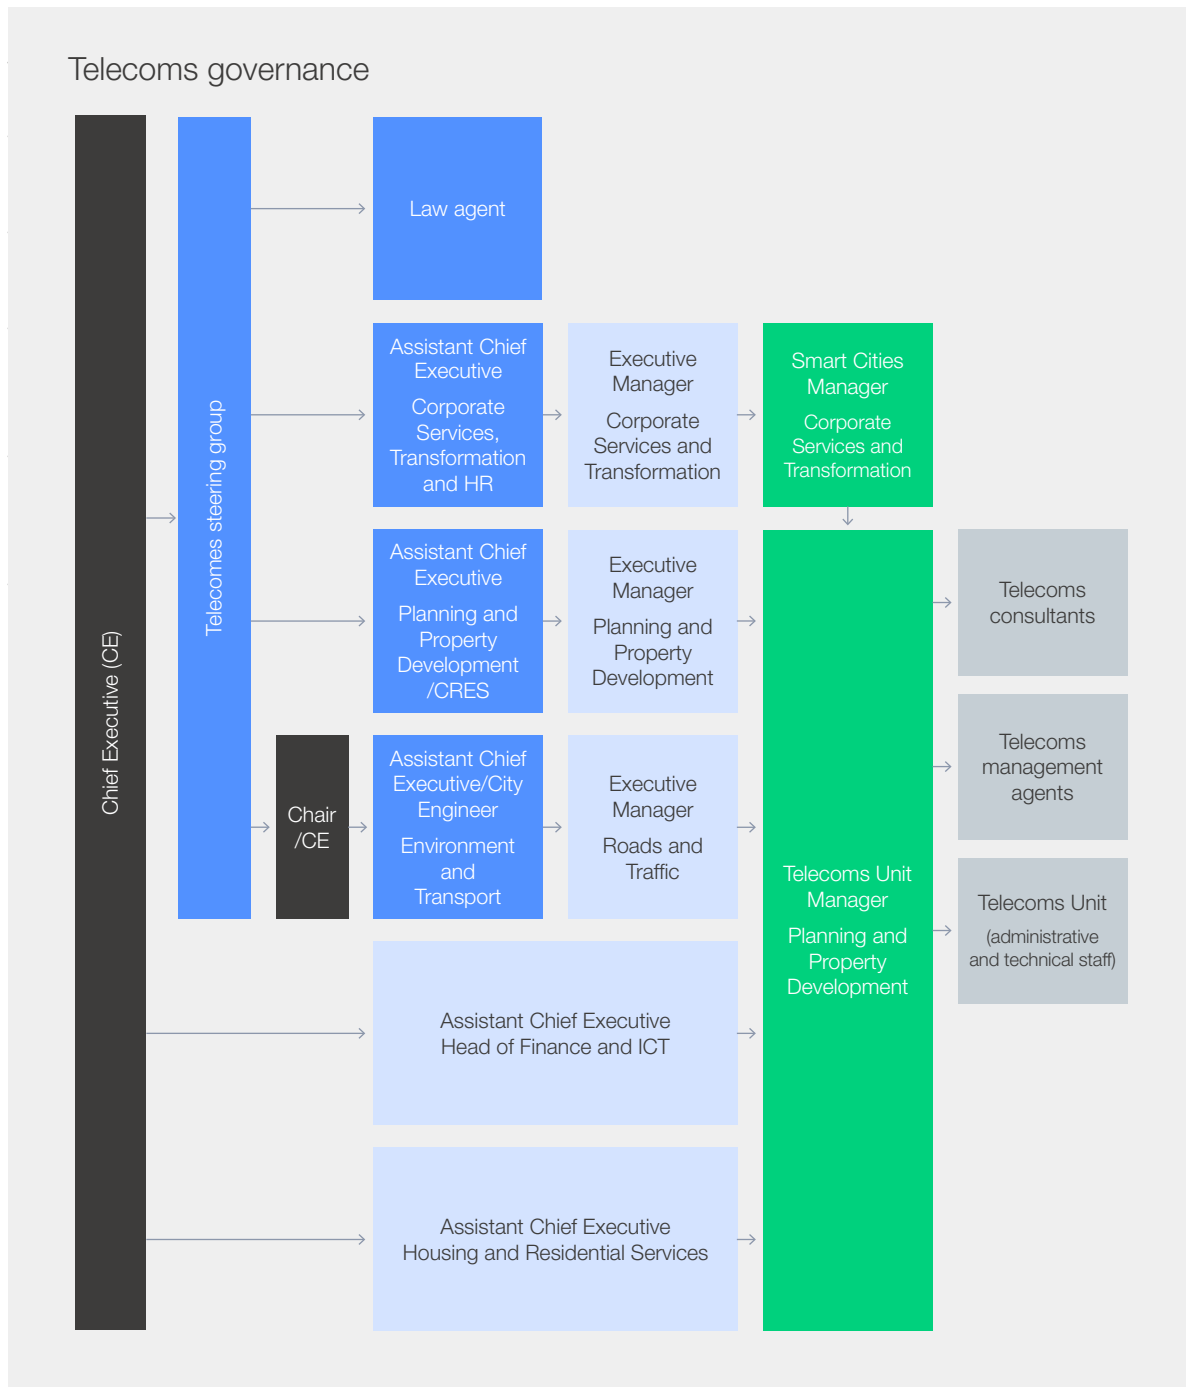 Telecoms governance
Chief Executive (CE)
Telecomes steering group
Law agent
Assistant Chief
Executive
Corporate
Services,
Transformation
and HR
Executive
Manager
Corporate
Services and
Transformation
Smart Cities
Manager
Corporate
Services and
Transformation
Assistant Chief
Executive
Planning and
Property
Development
/CRES
Executive
Manager
Planning and
Property
Development
Chair
/CE
Assistant Chief
Executive/City
Engineer
Environment
and
Transport
Executive
Manager
Roads and
Traffic
Assistant Chief Executive
Head of Finance and ICT
Assistant Chief Executive
Housing and Residential Services
Telecoms Unit
Manager
Planning and
Property
Development
Telecoms
consultants
Telecoms
management
agents
Telecoms Unit
(administrative
and technical staff)